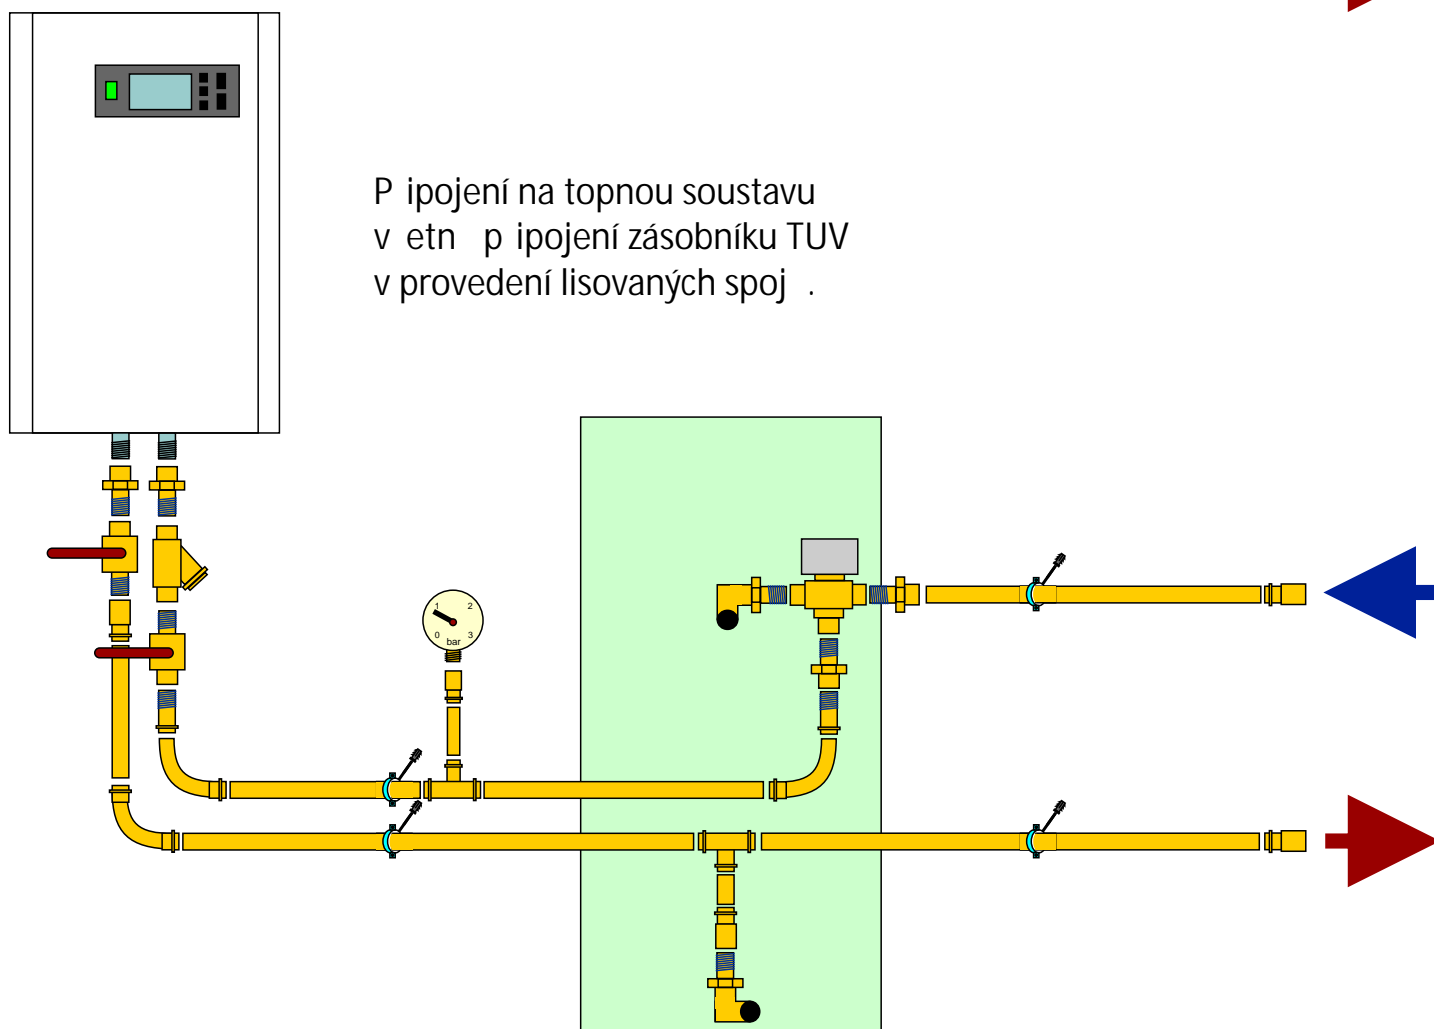 P ipojení na topnou soustavu
v etn p ipojení zásobníku TUV
v provedení lisovaných spoj .
1 2
0 3
bar